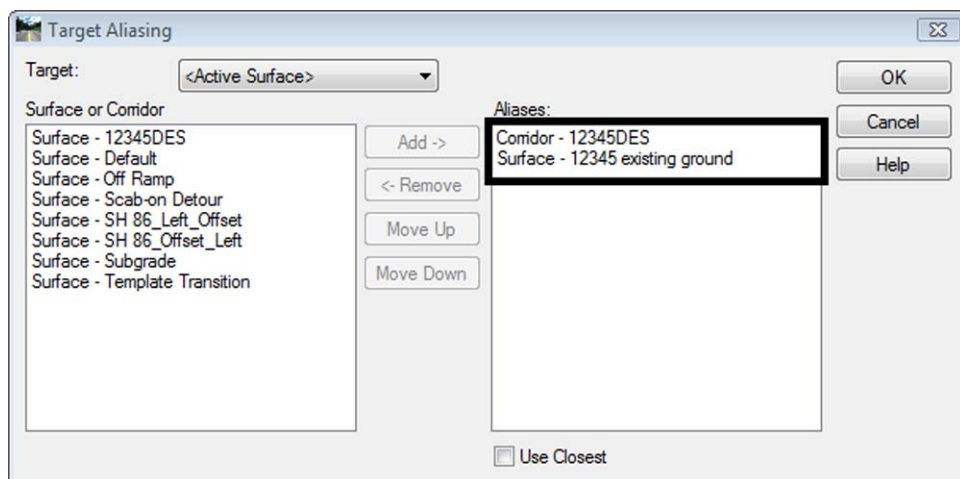 Target Aliasing
Target:
<Active Surface>
OK
Surface or Corridor
Aliases:
Cancel
Surface - 12345DES
Surface - Default
Surface - Off Ramp
Surface - Scab-on Detour
Surface - SH 86_Left_Offset
Surface - SH 86_Offset_Left
Surface - Subgrade
Surface - Template Transition
Add ->
<- Remove
Move Up
Move Down
Corridor - 12345DES
Surface - 12345 existing ground
Help
Use Closest